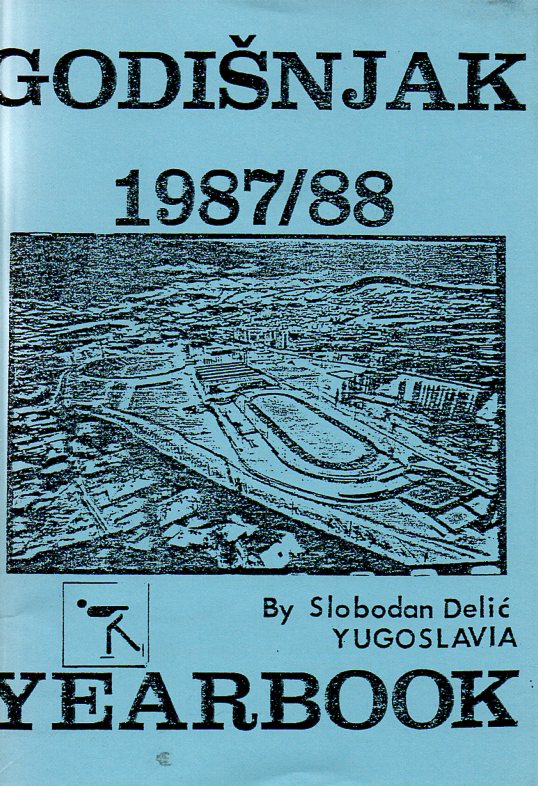 GODIŠNJAK
1987/88
By Slobodan Delić
YUGOSLAVIA
YEARBOOK